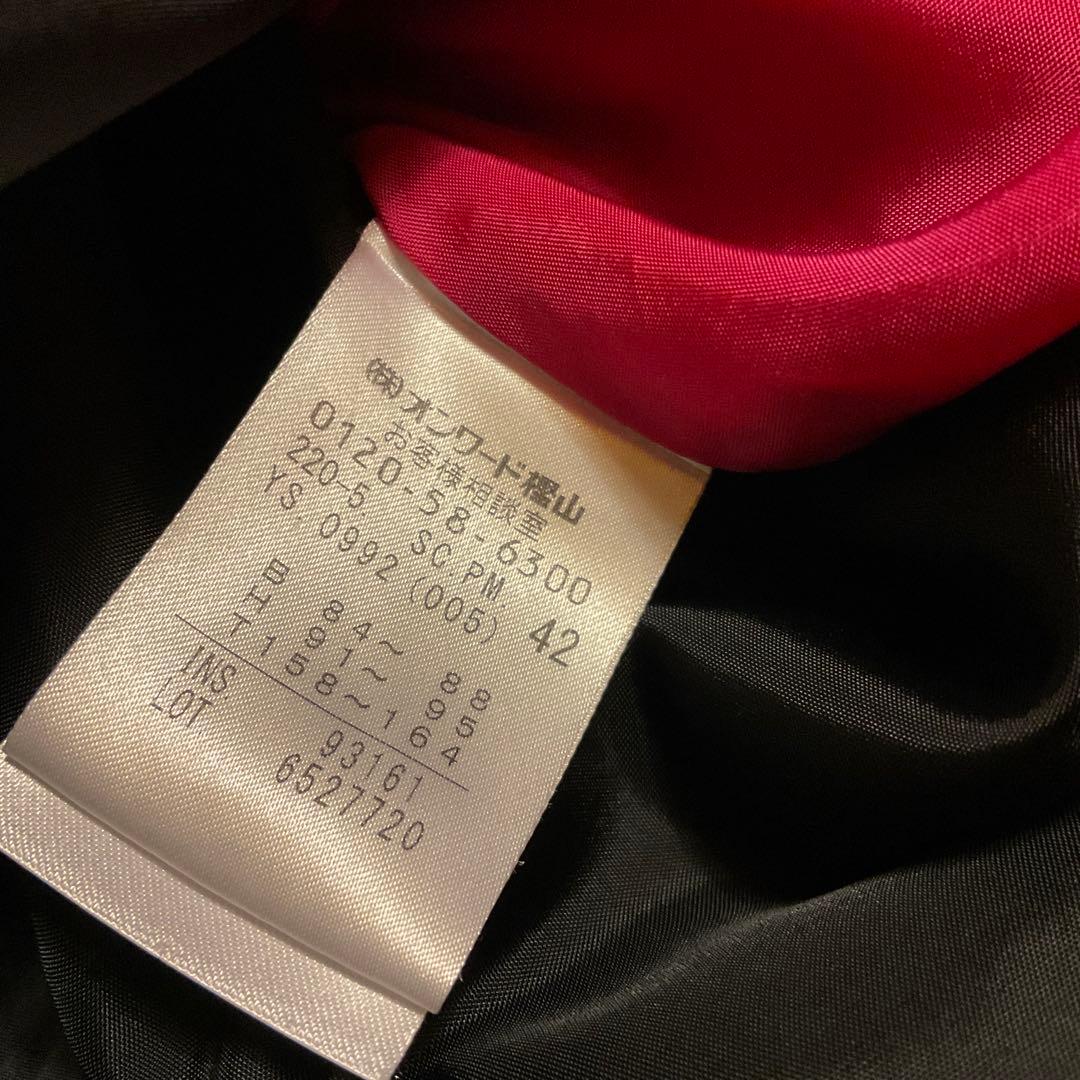 (株)オンワード樫山
お客様相談室
0120-58-6300
220-5 SC.PM.
YS 0992 (005) 42
B 84～ 88
H 91～ 95
T158～164
INS 93161
LOT 6527720